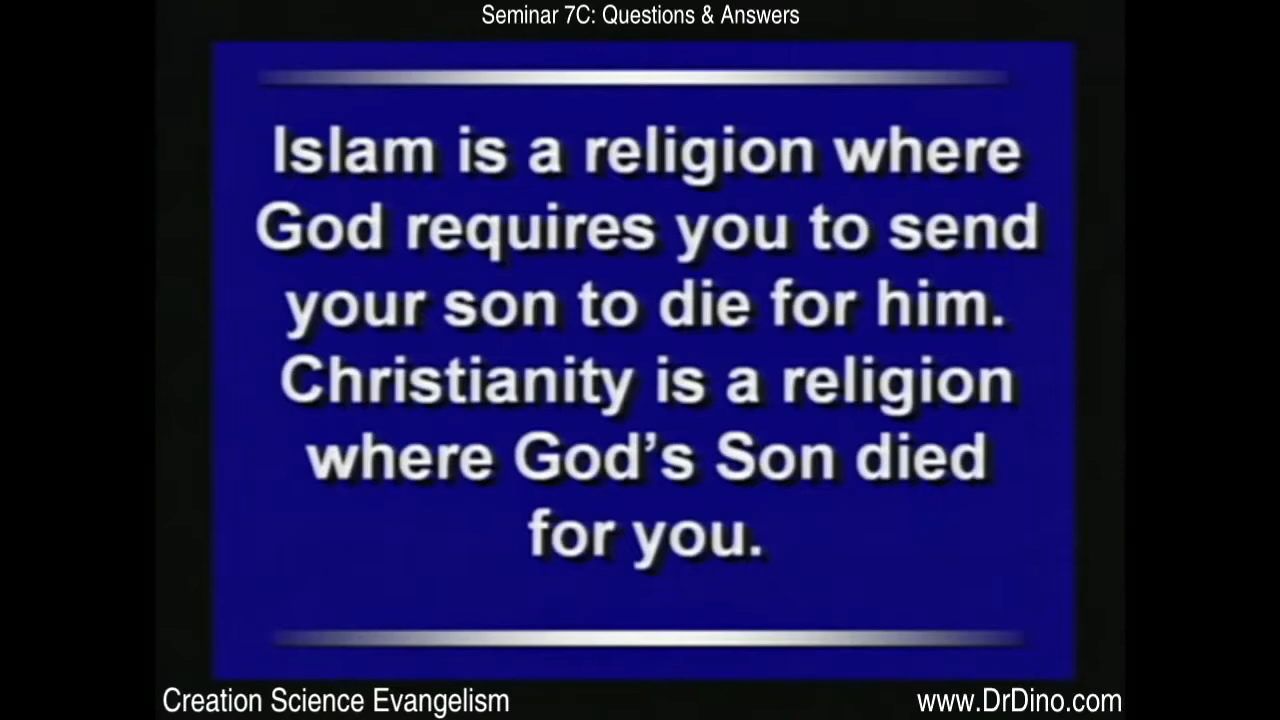 Seminar 7C: Questions & Answers
Islam is a religion where
God requires you to send
your son to die for him.
Christianity is a religion
where God's Son died
for you.
Creation Science Evangelism
www.DrDino.com